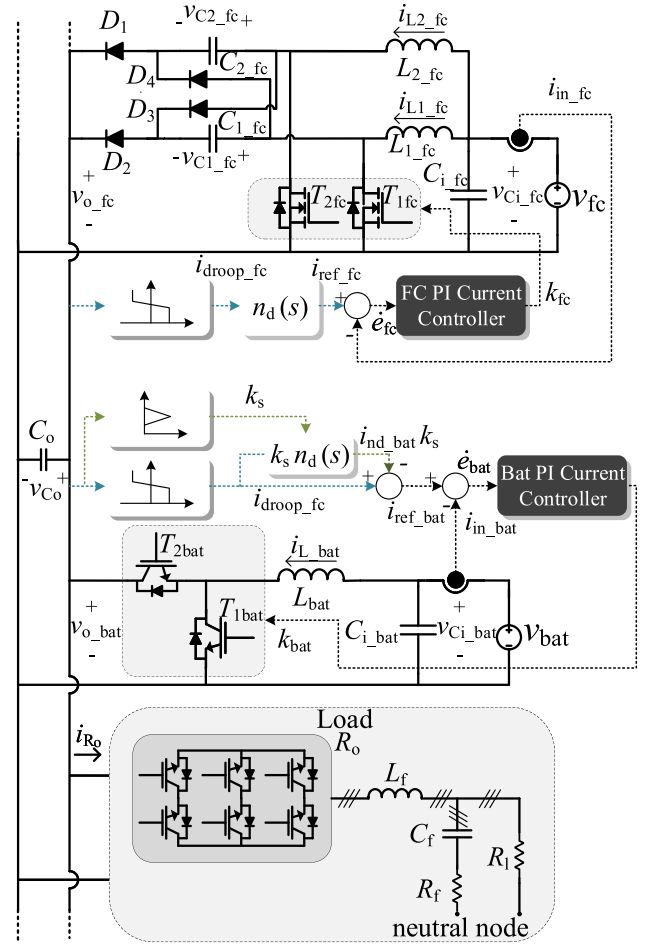 D1
-vC2_fc+
iL2_fc
D4
C2_fc
L2_fc
iin_fc
D3
C1_fc
iL1_fc
D2
-vC1_fc+
L1_fc
+
vo_fc
-
T2fc
T1fc
Ci_fc
+
vCi_fc
-
vfc
idroop_fc
iref_fc
nd(s)
+
-
ėfc
FC PI Current
Controller
kfc
Co
-vCo+
ks
ks nd(s)
ind_bat ks
idroop_fc
+
-
iref_bat
+
-
ėbat
iin_bat
Bat PI Current
Controller
T2bat
iL_bat
Lbat
+
vo_bat
-
T1bat
kbat
Ci_bat
+
vCi_bat
-
vbat
iRo
Load
Ro
Lf
Cf
Rf
Rl
neutral node